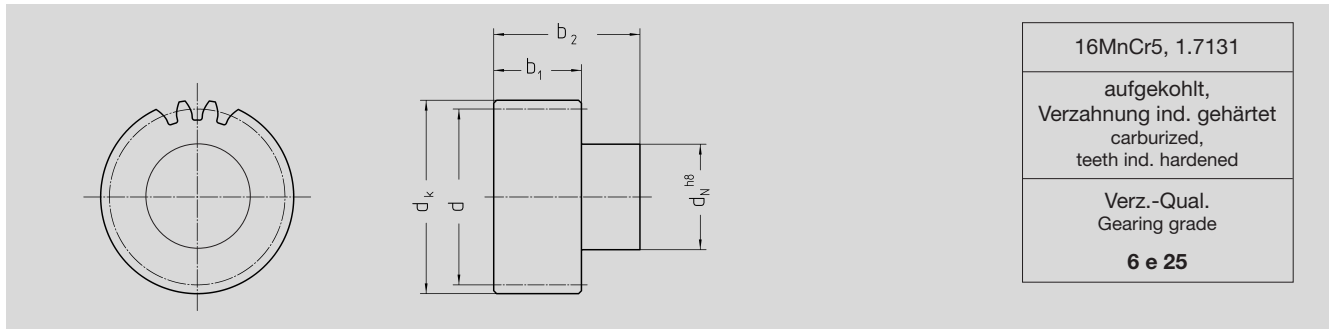 b2
b1
dk
d
dN h8
16MnCr5, 1.7131
aufgekohlt,
Verzahnung ind. gehärtet
carburized,
teeth ind. hardened
Verz.-Qual.
Gearing grade
6 e 25